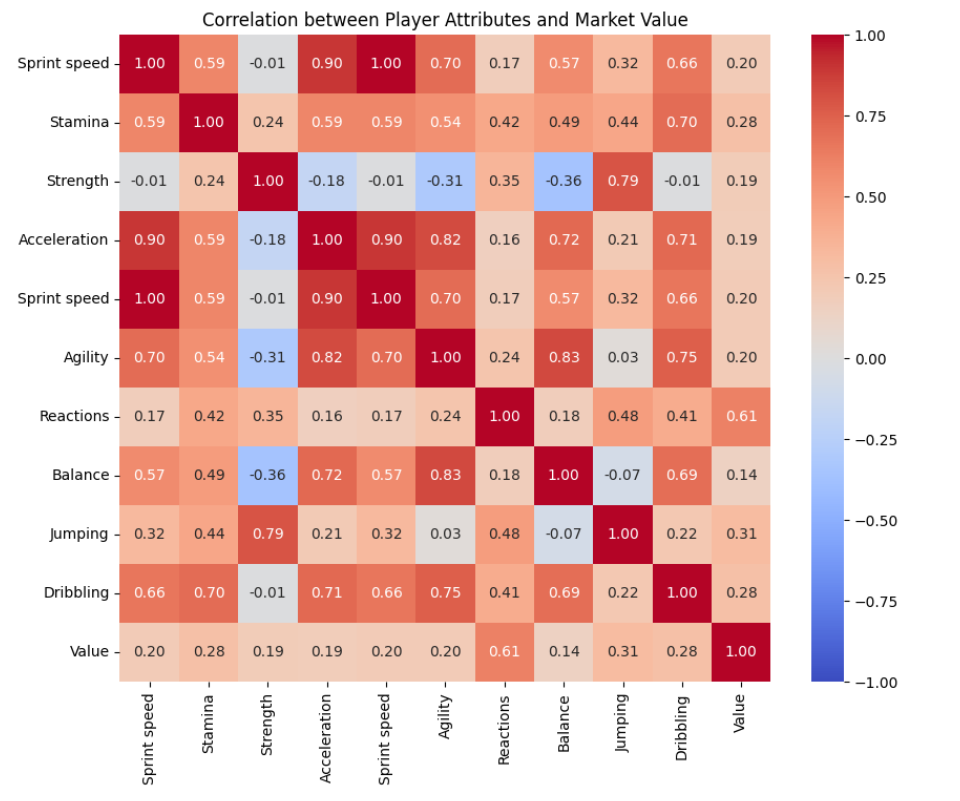 Correlation between Player Attributes and Market Value
Sprint speed 1.00 0.59 -0.01 0.90 1.00 0.70 0.17 0.57 0.32 0.66 0.20
Stamina 0.59 1.00 0.24 0.59 0.59 0.54 0.42 0.49 0.44 0.70 0.28
Strength -0.01 0.24 1.00 -0.18 -0.01 -0.31 0.35 -0.36 0.79 -0.01 0.19
Acceleration 0.90 0.59 -0.18 1.00 0.90 0.82 0.16 0.72 0.21 0.71 0.19
Sprint speed 1.00 0.59 -0.01 0.90 1.00 0.70 0.17 0.57 0.32 0.66 0.20
Agility 0.70 0.54 -0.31 0.82 0.70 1.00 0.24 0.83 0.03 0.75 0.20
Reactions 0.17 0.42 0.35 0.16 0.17 0.24 1.00 0.18 0.48 0.41 0.61
Balance 0.57 0.49 -0.36 0.72 0.57 0.83 0.18 1.00 -0.07 0.69 0.14
Jumping 0.32 0.44 0.79 0.21 0.32 0.03 0.48 -0.07 1.00 0.22 0.31
Dribbling 0.66 0.70 -0.01 0.71 0.66 0.75 0.41 0.69 0.22 1.00 0.28
Value 0.20 0.28 0.19 0.19 0.20 0.20 0.61 0.14 0.31 0.28 1.00
Sprint speed
Stamina
Strength
Acceleration
Sprint speed
Agility
Reactions
Balance
Jumping
Dribbling
Value
1.00
0.75
0.50
0.25
0.00
−0.25
−0.50
−0.75
−1.00